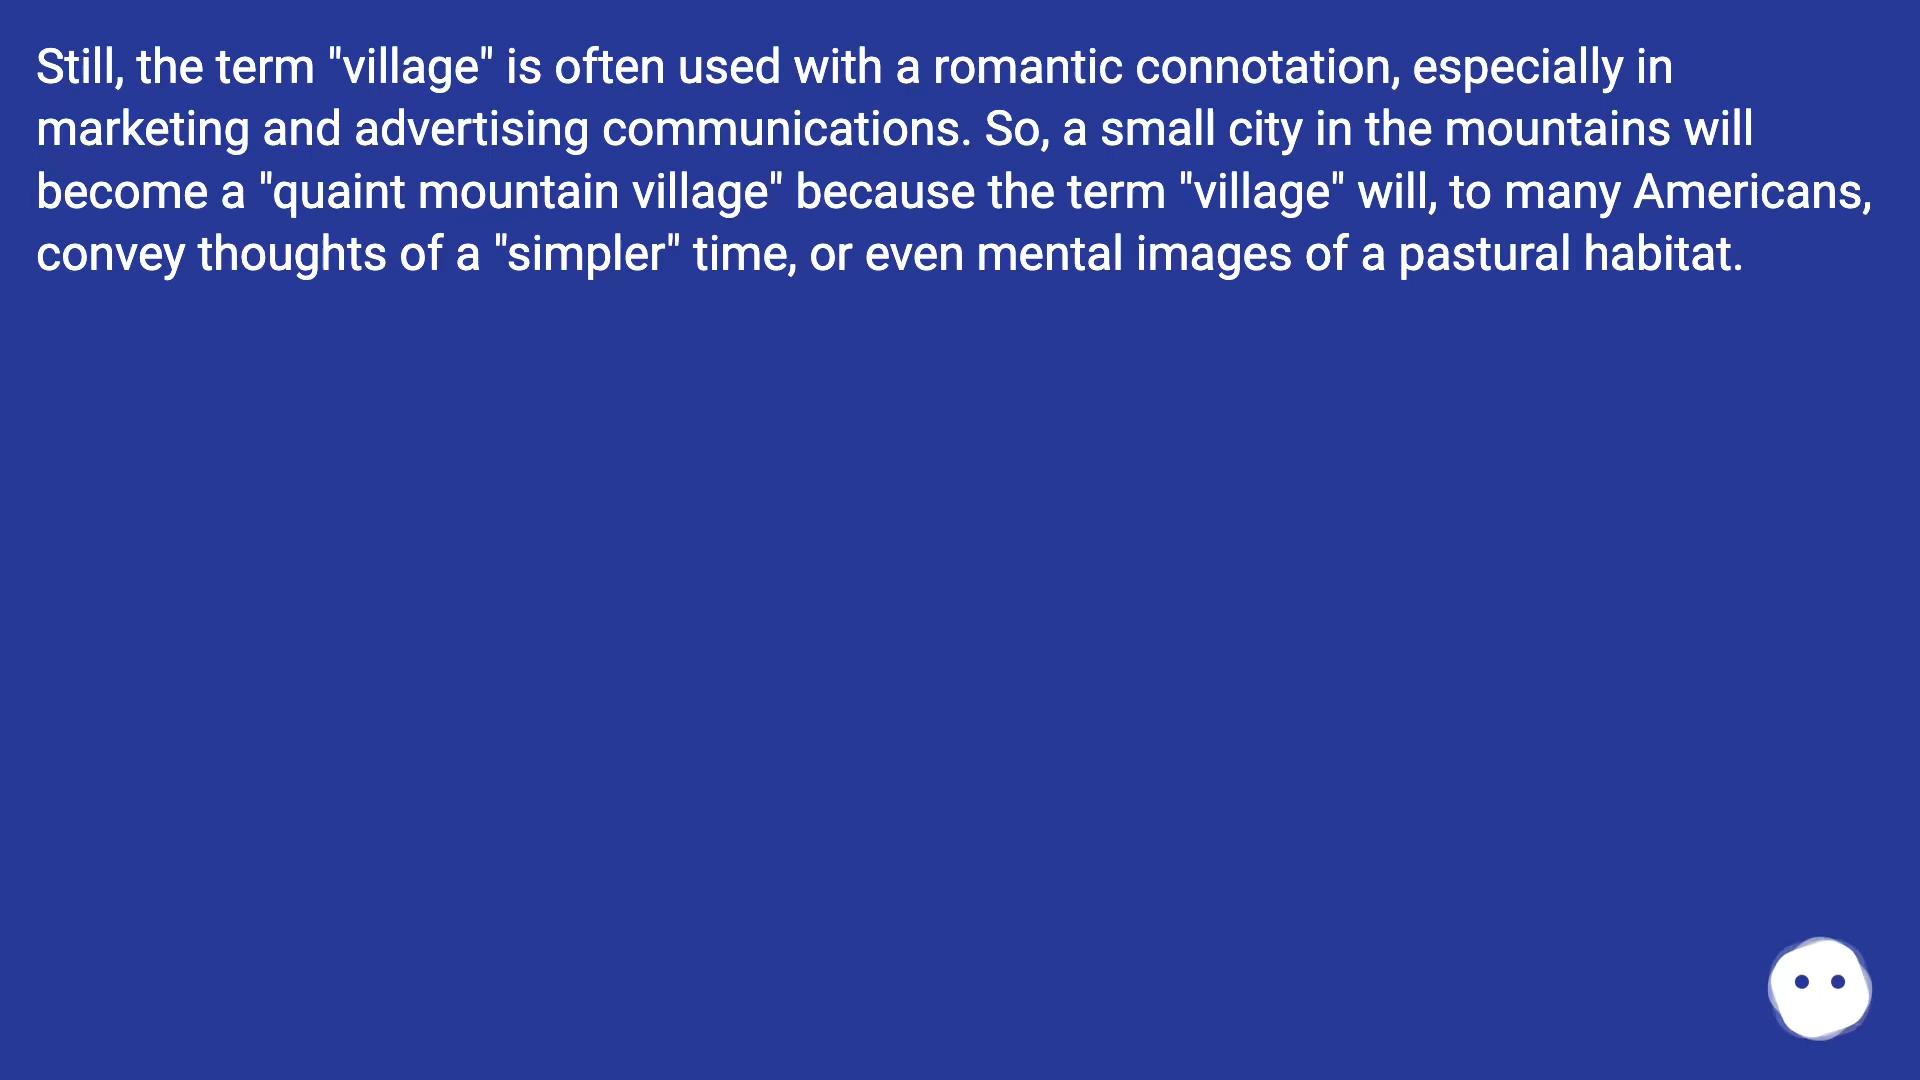 Still, the term "village" is often used with a romantic connotation, especially in
marketing and advertising communications. So, a small city in the mountains will
become a "quaint mountain village" because the term "village" will, to many Americans,
convey thoughts of a "simpler" time, or even mental images of a pastural habitat.